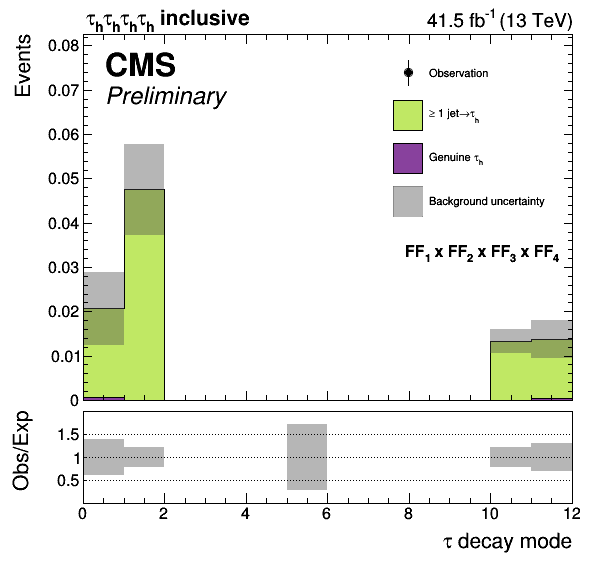 τhτhτhτh inclusive 41.5 fb⁻¹ (13 TeV)
Events
0.08
0.07
0.06
0.05
0.04
0.03
0.02
0.01
0
CMS
Preliminary
Observation
≥ 1 jet→τh
Genuine τh
Background uncertainty
FF1 x FF2 x FF3 x FF4
Obs/Exp
1.5
1
0.5
0 2 4 6 8 10 12
τ decay mode